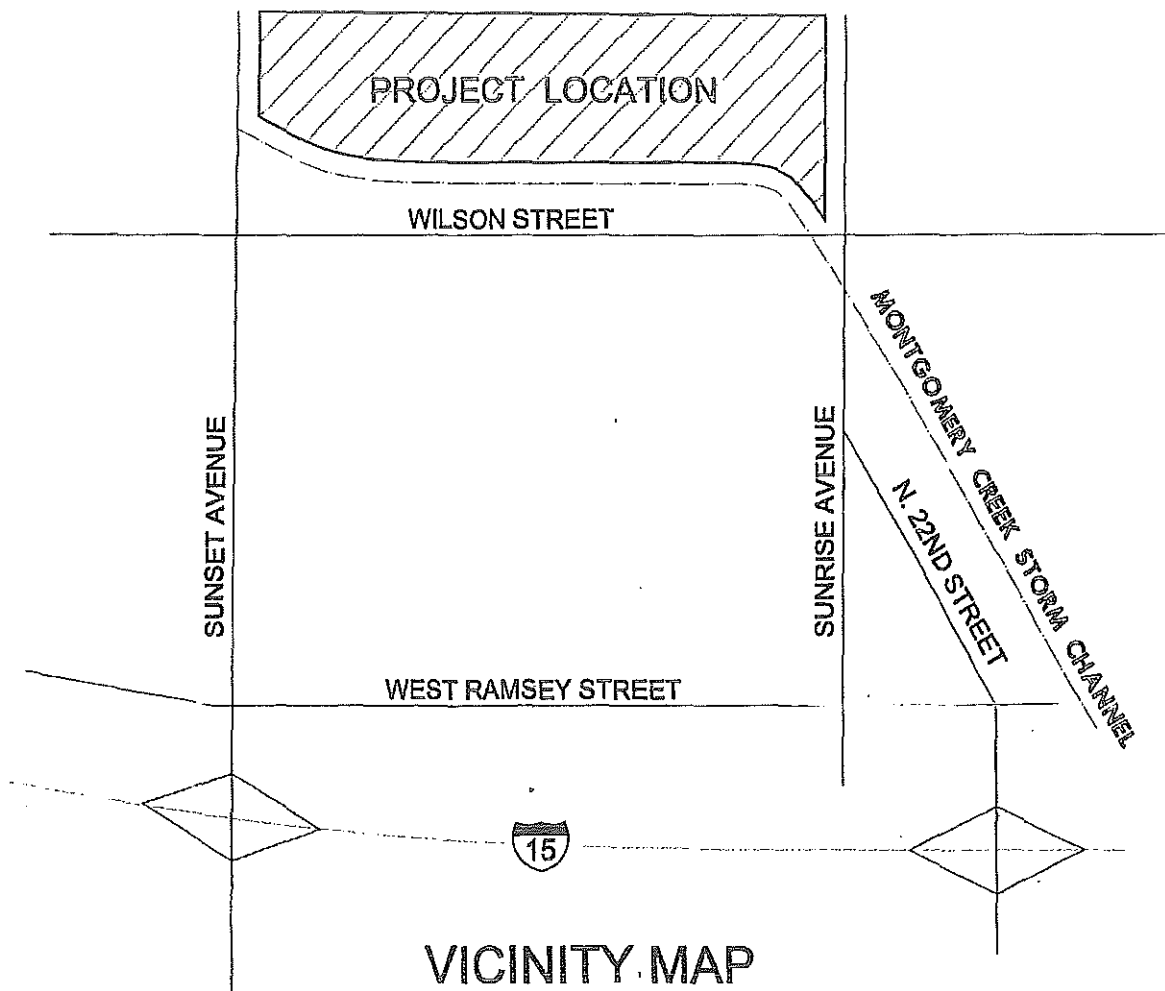 PROJECT LOCATION
WILSON STREET
MONTGOMERY CREEK STORM CHANNEL
SUNSET AVENUE
SUNRISE AVENUE
N. 22ND STREET
WEST RAMSEY STREET
15
VICINITY MAP